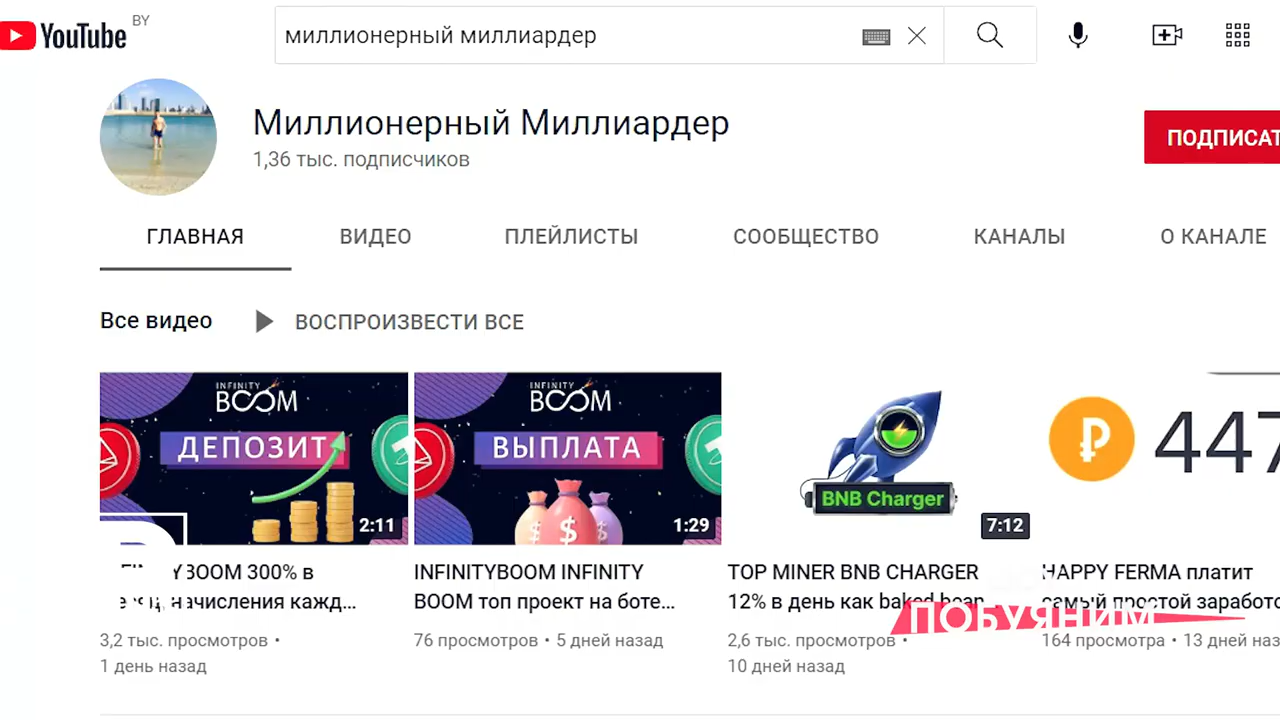 YouTube BY
миллионерный миллиардер
Миллионерный Миллиардер
1,36 тыс. подписчиков
ПОДПИСАТ
ГЛАВНАЯ ВИДЕО ПЛЕЙЛИСТЫ СООБЩЕСТВО КАНАЛЫ О КАНАЛЕ
Все видео ВОСПРОИЗВЕСТИ ВСЕ
INFINITY
BOOM
ДЕПОЗИТ
2:11
INFINITY
BOOM
ВЫПЛАТА
$ $ $
1:29
BNB Charger
7:12
₽ 447
BOOM 300% в
начисления кажд...
3,2 тыс. просмотров •
1 день назад
INFINITYBOOM INFINITY
BOOM топ проект на боте...
76 просмотров • 5 дней назад
TOP MINER BNB CHARGER
12% в день как baked bean
2,6 тыс. просмотров •
10 дней назад
HAPPY FERMA платит
самый простой заработо
164 просмотра • 13 дней назад
ПОБУЯНИМ